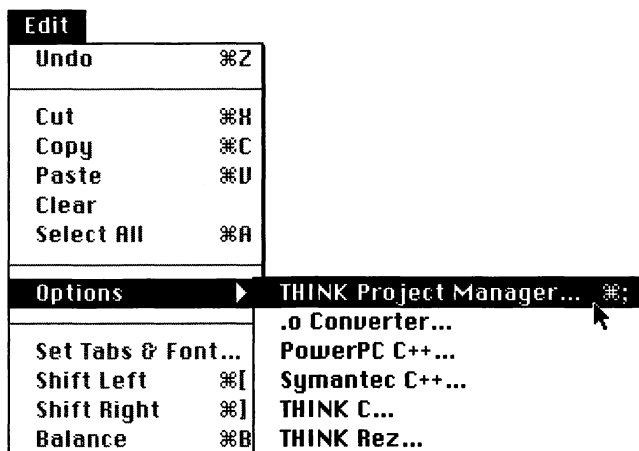 Edit
Undo ⌘Z
Cut ⌘X
Copy ⌘C
Paste ⌘V
Clear
Select All ⌘A
Options ▶ THINK Project Manager... ⌘;
.o Converter...
Set Tabs & Font... PowerPC C++...
Shift Left ⌘[ Symantec C++...
Shift Right ⌘] THINK C...
Balance ⌘B THINK Rez...